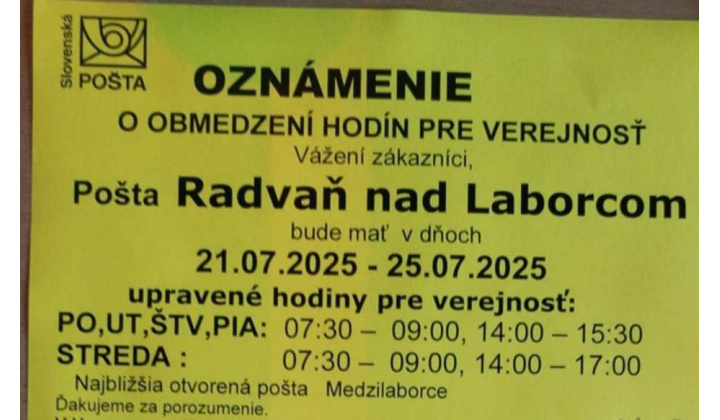 Slovenská
POŠTA
OZNÁMENIE
O OBMEDZENÍ HODÍN PRE VEREJNOSŤ
Vážení zákazníci,
Pošta Radvaň nad Laborcom
bude mať v dňoch
21.07.2025 - 25.07.2025
upravené hodiny pre verejnosť:
PO,UT,ŠTV,PIA: 07:30 – 09:00, 14:00 – 15:30
STREDA : 07:30 – 09:00, 14:00 – 17:00
Najbližšia otvorená pošta Medzilaborce
Ďakujeme za porozumenie.